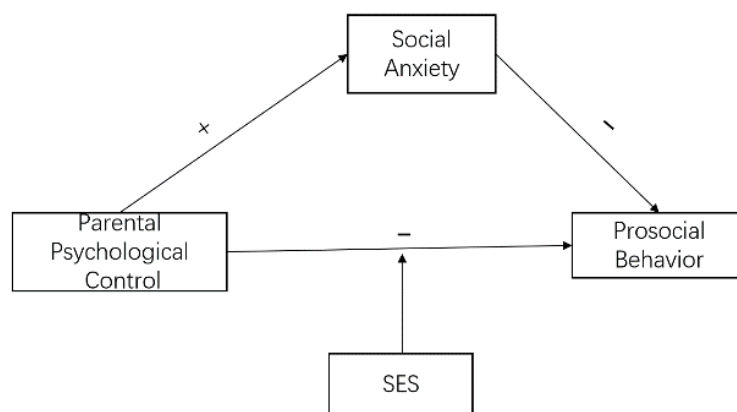 Social
Anxiety
+
−
Parental
Psychological
Control
−
Prosocial
Behavior
SES